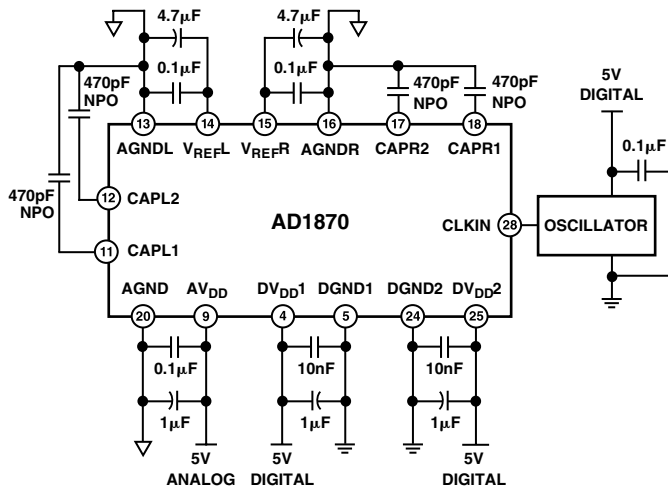 4.7µF
4.7µF
0.1µF
0.1µF
470pF
NPO
470pF
NPO
470pF
NPO
5V
DIGITAL
0.1µF
13
14
15
16
17
18
AGNDL
VREFL
VREFR
AGNDR
CAPR2
CAPR1
470pF
NPO
12
CAPL2
AD1870
CLKIN
28
OSCILLATOR
11
CAPL1
AGND
AVDD
DVDD1
DGND1
DGND2
DVDD2
20
9
4
5
24
25
0.1µF
10nF
10nF
1µF
1µF
1µF
5V
ANALOG
5V
DIGITAL
5V
DIGITAL